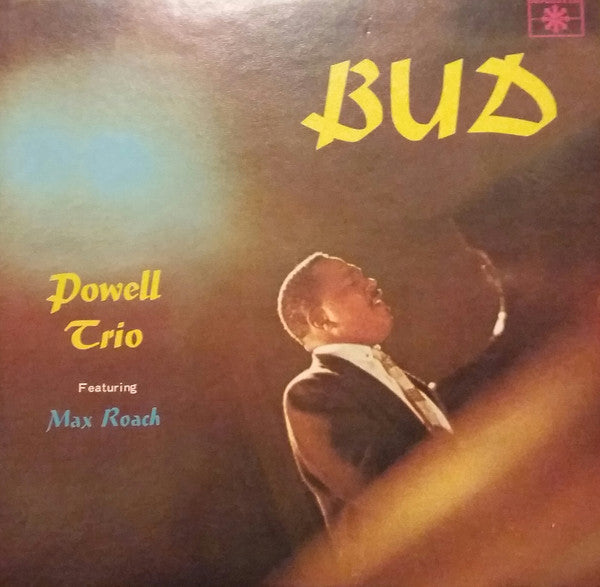 BUD
Powell
Trio
Featuring
Max Roach